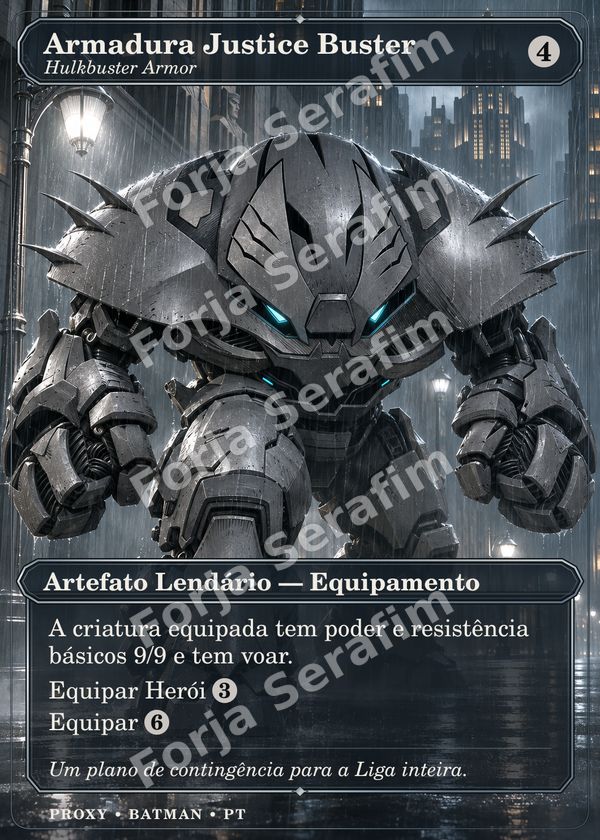 Armadura Justice Buster
4
Hulkbuster Armor
Forja Serafim
Forja Serafim
Forja Serafim
Forja Serafim
Forja Serafim
Artefato Lendário — Equipamento
A criatura equipada tem poder e resistência
básicos 9/9 e tem voar.
Equipar Herói 3
Equipar 6
Um plano de contingência para a Liga inteira.
PROXY • BATMAN • PT